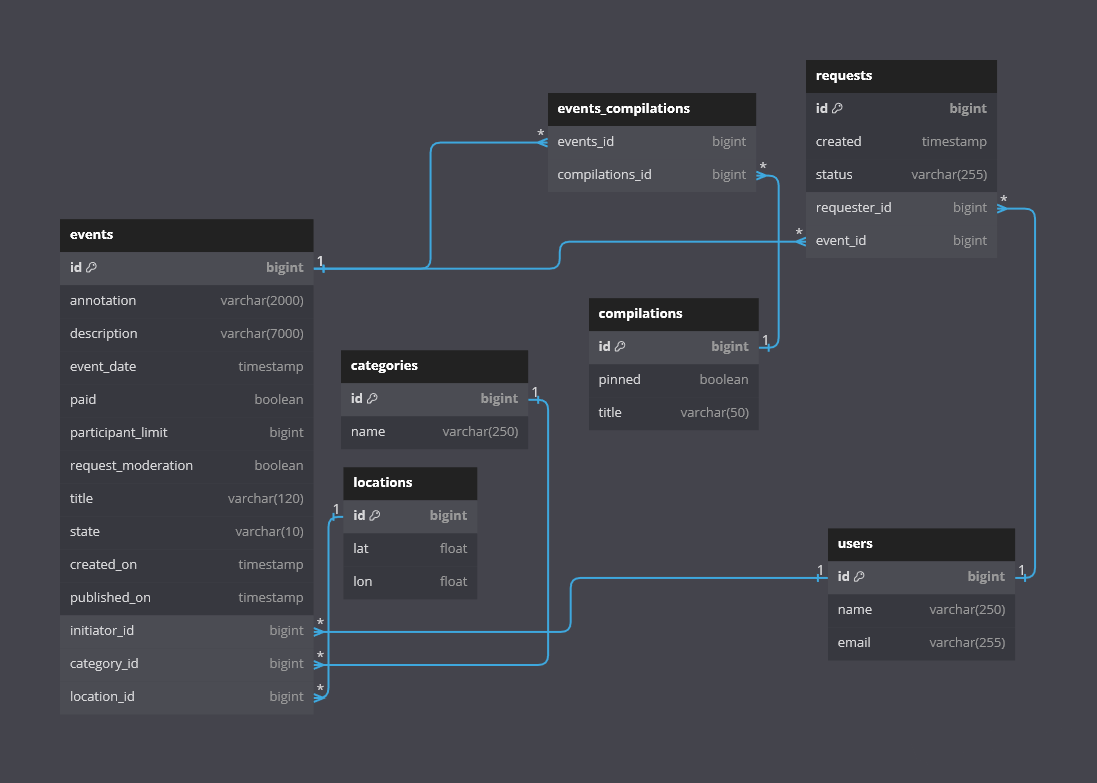 requests
id bigint
created timestamp
status varchar(255)
requester_id bigint *
* event_id bigint
events_compilations
* events_id bigint
compilations_id bigint *
events
id bigint 1
annotation varchar(2000)
description varchar(7000)
event_date timestamp
paid boolean
participant_limit bigint
request_moderation boolean
title varchar(120)
state varchar(10)
created_on timestamp
published_on timestamp
initiator_id bigint *
category_id bigint *
location_id bigint *
compilations
id bigint 1
pinned boolean
title varchar(50)
categories
id bigint 1
name varchar(250)
locations
1 id bigint
lat float
lon float
users
1 id bigint 1
name varchar(250)
email varchar(255)